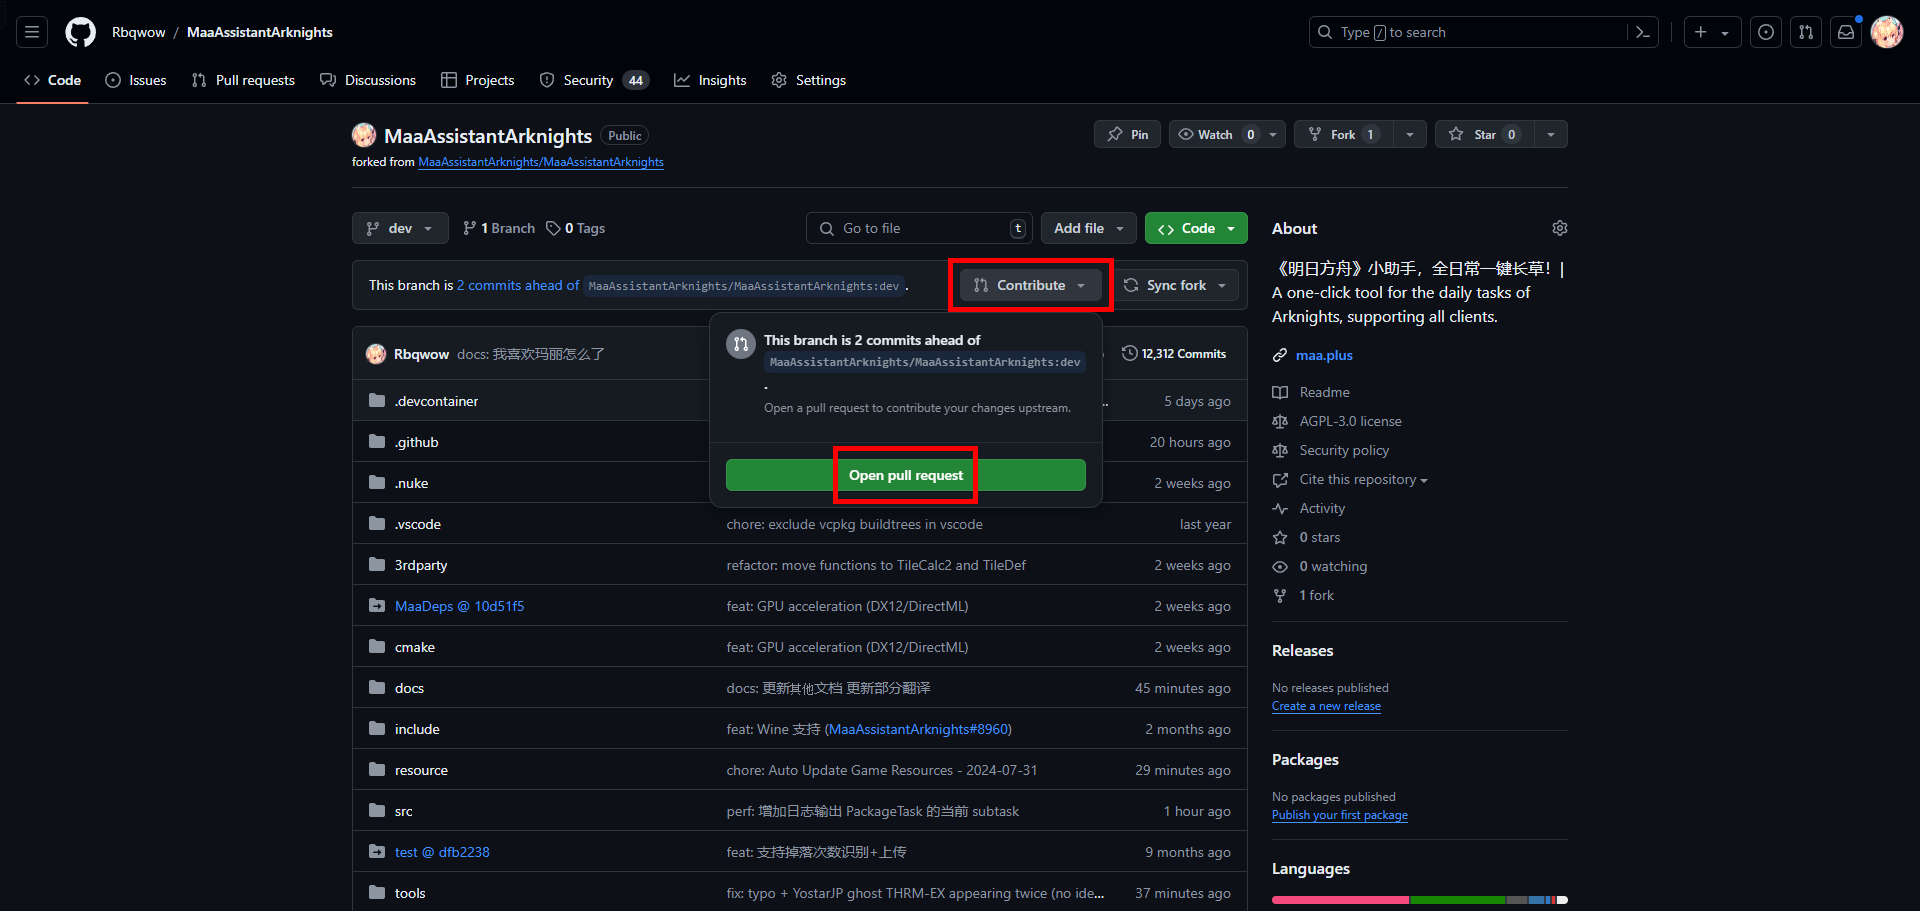 Rbqwow / MaaAssistantArknights
Type / to search
Code
Issues
Pull requests
Discussions
Projects
Security 44
Insights
Settings
MaaAssistantArknights Public
forked from MaaAssistantArknights/MaaAssistantArknights
Pin
Watch 0
Fork 1
Star 0
dev
1 Branch
0 Tags
Go to file t
Add file
Code
This branch is 2 commits ahead of MaaAssistantArknights/MaaAssistantArknights:dev .
Contribute
Sync fork
This branch is 2 commits ahead of
MaaAssistantArknights/MaaAssistantArknights:dev
.
Open a pull request to contribute your changes upstream.
Open pull request
Rbqwow docs: 我喜欢玛丽怎么了
12,312 Commits
.devcontainer ... 5 days ago
.github 20 hours ago
.nuke 2 weeks ago
.vscode chore: exclude vcpkg buildtrees in vscode last year
3rdparty refactor: move functions to TileCalc2 and TileDef 2 weeks ago
MaaDeps @ 10d51f5 feat: GPU acceleration (DX12/DirectML) 2 weeks ago
cmake feat: GPU acceleration (DX12/DirectML) 2 weeks ago
docs docs: 更新其他文档 更新部分翻译 45 minutes ago
include feat: Wine 支持 (MaaAssistantArknights#8960) 2 months ago
resource chore: Auto Update Game Resources - 2024-07-31 29 minutes ago
src perf: 增加日志输出 PackageTask 的当前 subtask 1 hour ago
test @ dfb2238 feat: 支持掉落次数识别+上传 9 months ago
tools fix: typo + YostarJP ghost THRM-EX appearing twice (no ide... 37 minutes ago
About
《明日方舟》小助手，全日常一键长草！|
A one-click tool for the daily tasks of
Arknights, supporting all clients.
maa.plus
Readme
AGPL-3.0 license
Security policy
Cite this repository
Activity
0 stars
0 watching
1 fork
Releases
No releases published
Create a new release
Packages
No packages published
Publish your first package
Languages